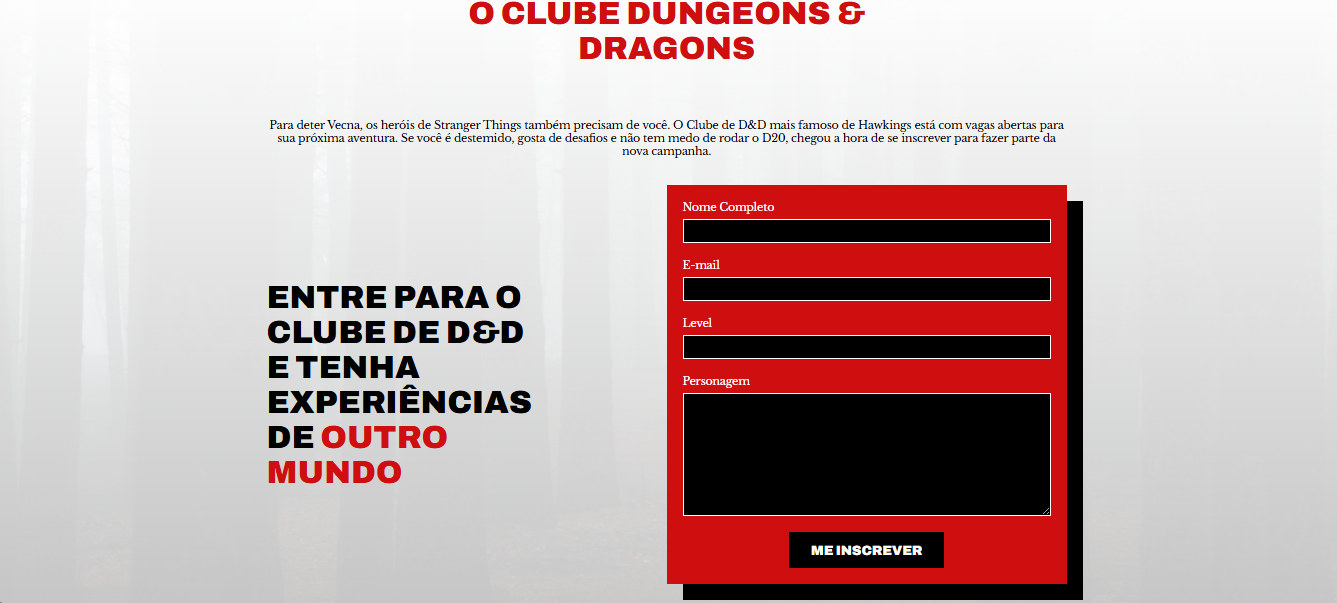 O CLUBE DUNGEONS &
DRAGONS
Para deter Vecna, os heróis de Stranger Things também precisam de você. O Clube de D&D mais famoso de Hawkings está com vagas abertas para
sua próxima aventura. Se você é destemido, gosta de desafios e não tem medo de rodar o D20, chegou a hora de se inscrever para fazer parte da
nova campanha.
ENTRE PARA O
CLUBE DE D&D
E TENHA
EXPERIÊNCIAS
DE OUTRO
MUNDO
Nome Completo
E-mail
Level
Personagem
ME INSCREVER